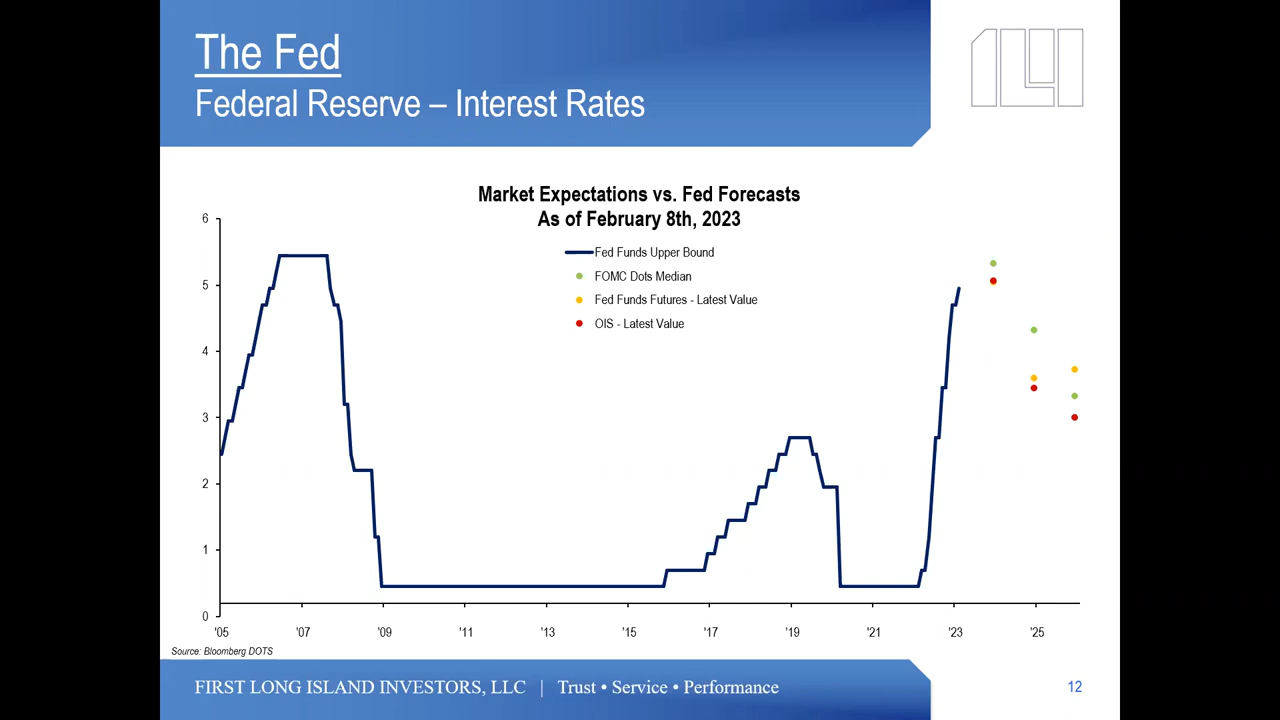 The Fed
Federal Reserve – Interest Rates
Market Expectations vs. Fed Forecasts
As of February 8th, 2023
Fed Funds Upper Bound
FOMC Dots Median
Fed Funds Futures - Latest Value
OIS - Latest Value
6
5
4
3
2
1
0
'05 '07 '09 '11 '13 '15 '17 '19 '21 '23 '25
Source: Bloomberg DOTS
FIRST LONG ISLAND INVESTORS, LLC | Trust • Service • Performance
12